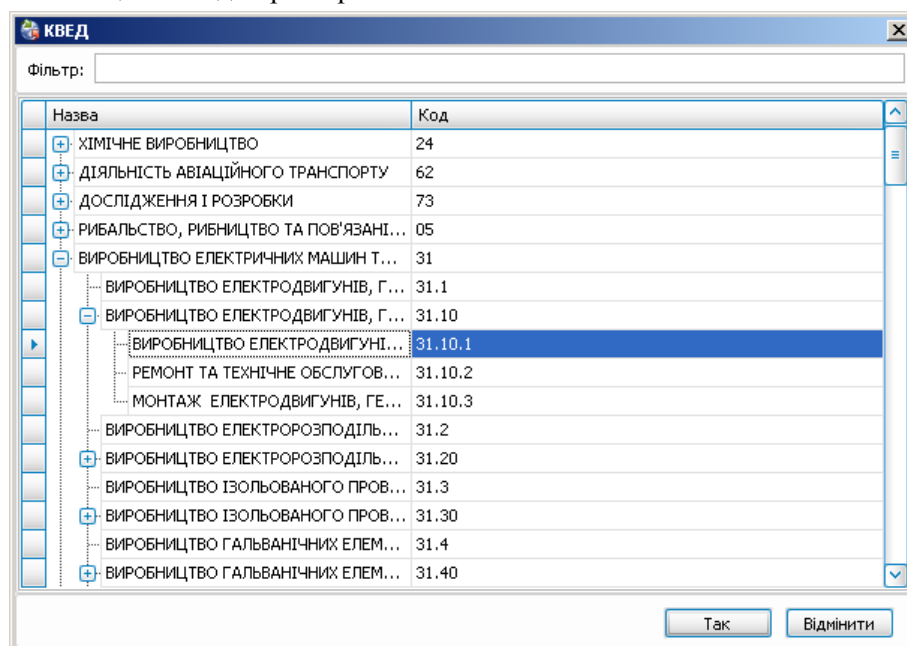 КВЕД
Фільтр:
Назва Код
ХІМІЧНЕ ВИРОБНИЦТВО 24
ДІЯЛЬНІСТЬ АВІАЦІЙНОГО ТРАНСПОРТУ 62
ДОСЛІДЖЕННЯ І РОЗРОБКИ 73
РИБАЛЬСТВО, РИБНИЦТВО ТА ПОВ'ЯЗАНІ... 05
ВИРОБНИЦТВО ЕЛЕКТРИЧНИХ МАШИН Т... 31
ВИРОБНИЦТВО ЕЛЕКТРОДВИГУНІВ, Г... 31.1
ВИРОБНИЦТВО ЕЛЕКТРОДВИГУНІВ, Г... 31.10
ВИРОБНИЦТВО ЕЛЕКТРОДВИГУНІ... 31.10.1
РЕМОНТ ТА ТЕХНІЧНЕ ОБСЛУГОВ... 31.10.2
МОНТАЖ ЕЛЕКТРОДВИГУНІВ, ГЕ... 31.10.3
ВИРОБНИЦТВО ЕЛЕКТРОРОЗПОДІЛЬ... 31.2
ВИРОБНИЦТВО ЕЛЕКТРОРОЗПОДІЛЬ... 31.20
ВИРОБНИЦТВО ІЗОЛЬОВАНОГО ПРОВ... 31.3
ВИРОБНИЦТВО ІЗОЛЬОВАНОГО ПРОВ... 31.30
ВИРОБНИЦТВО ГАЛЬВАНІЧНИХ ЕЛЕМ... 31.4
ВИРОБНИЦТВО ГАЛЬВАНІЧНИХ ЕЛЕМ... 31.40
Так Відмінити